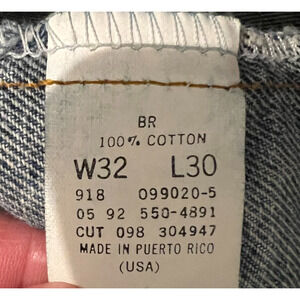 BR
100% COTTON
W32 L30
918 099020-5
05 92 550-4891
CUT 098 304947
MADE IN PUERTO RICO
(USA)